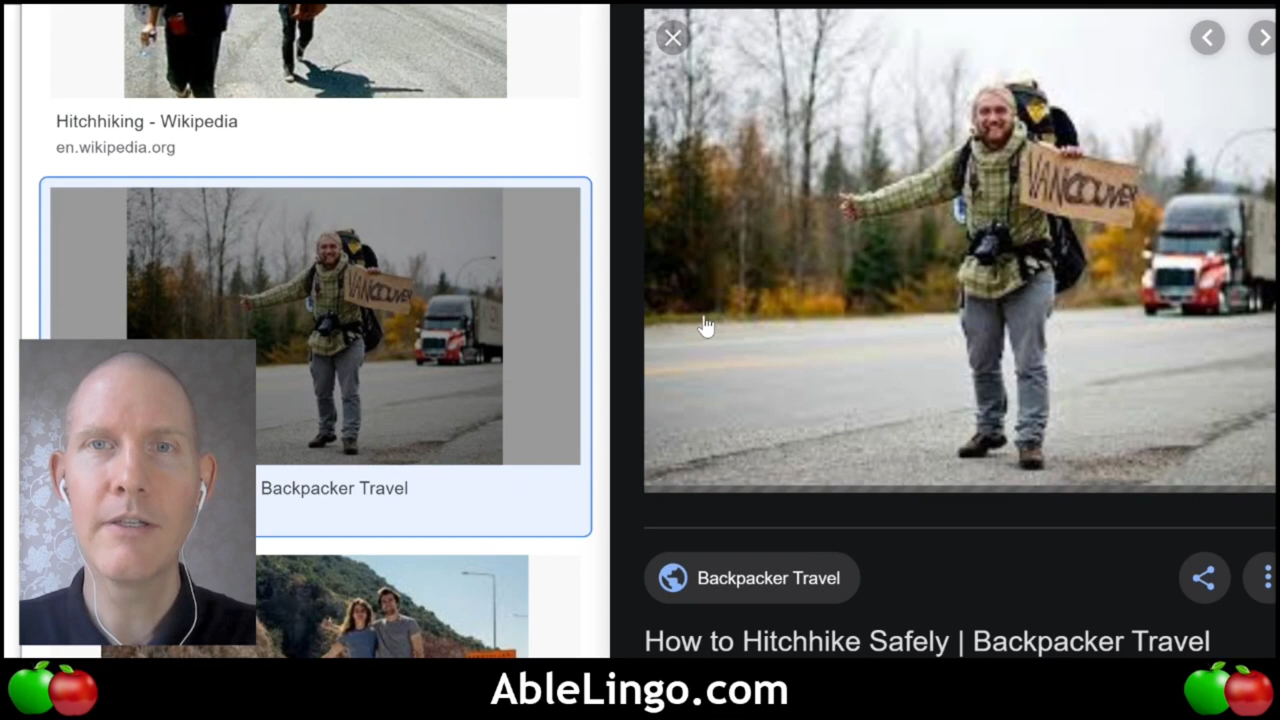 Hitchhiking - Wikipedia
en.wikipedia.org
VANCOUVER
Backpacker Travel
VANCOUVER
Backpacker Travel
How to Hitchhike Safely | Backpacker Travel
AbleLingo.com